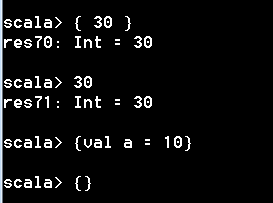 scala> { 30 }
res70: Int = 30
scala> 30
res71: Int = 30
scala> {val a = 10}
scala> {}